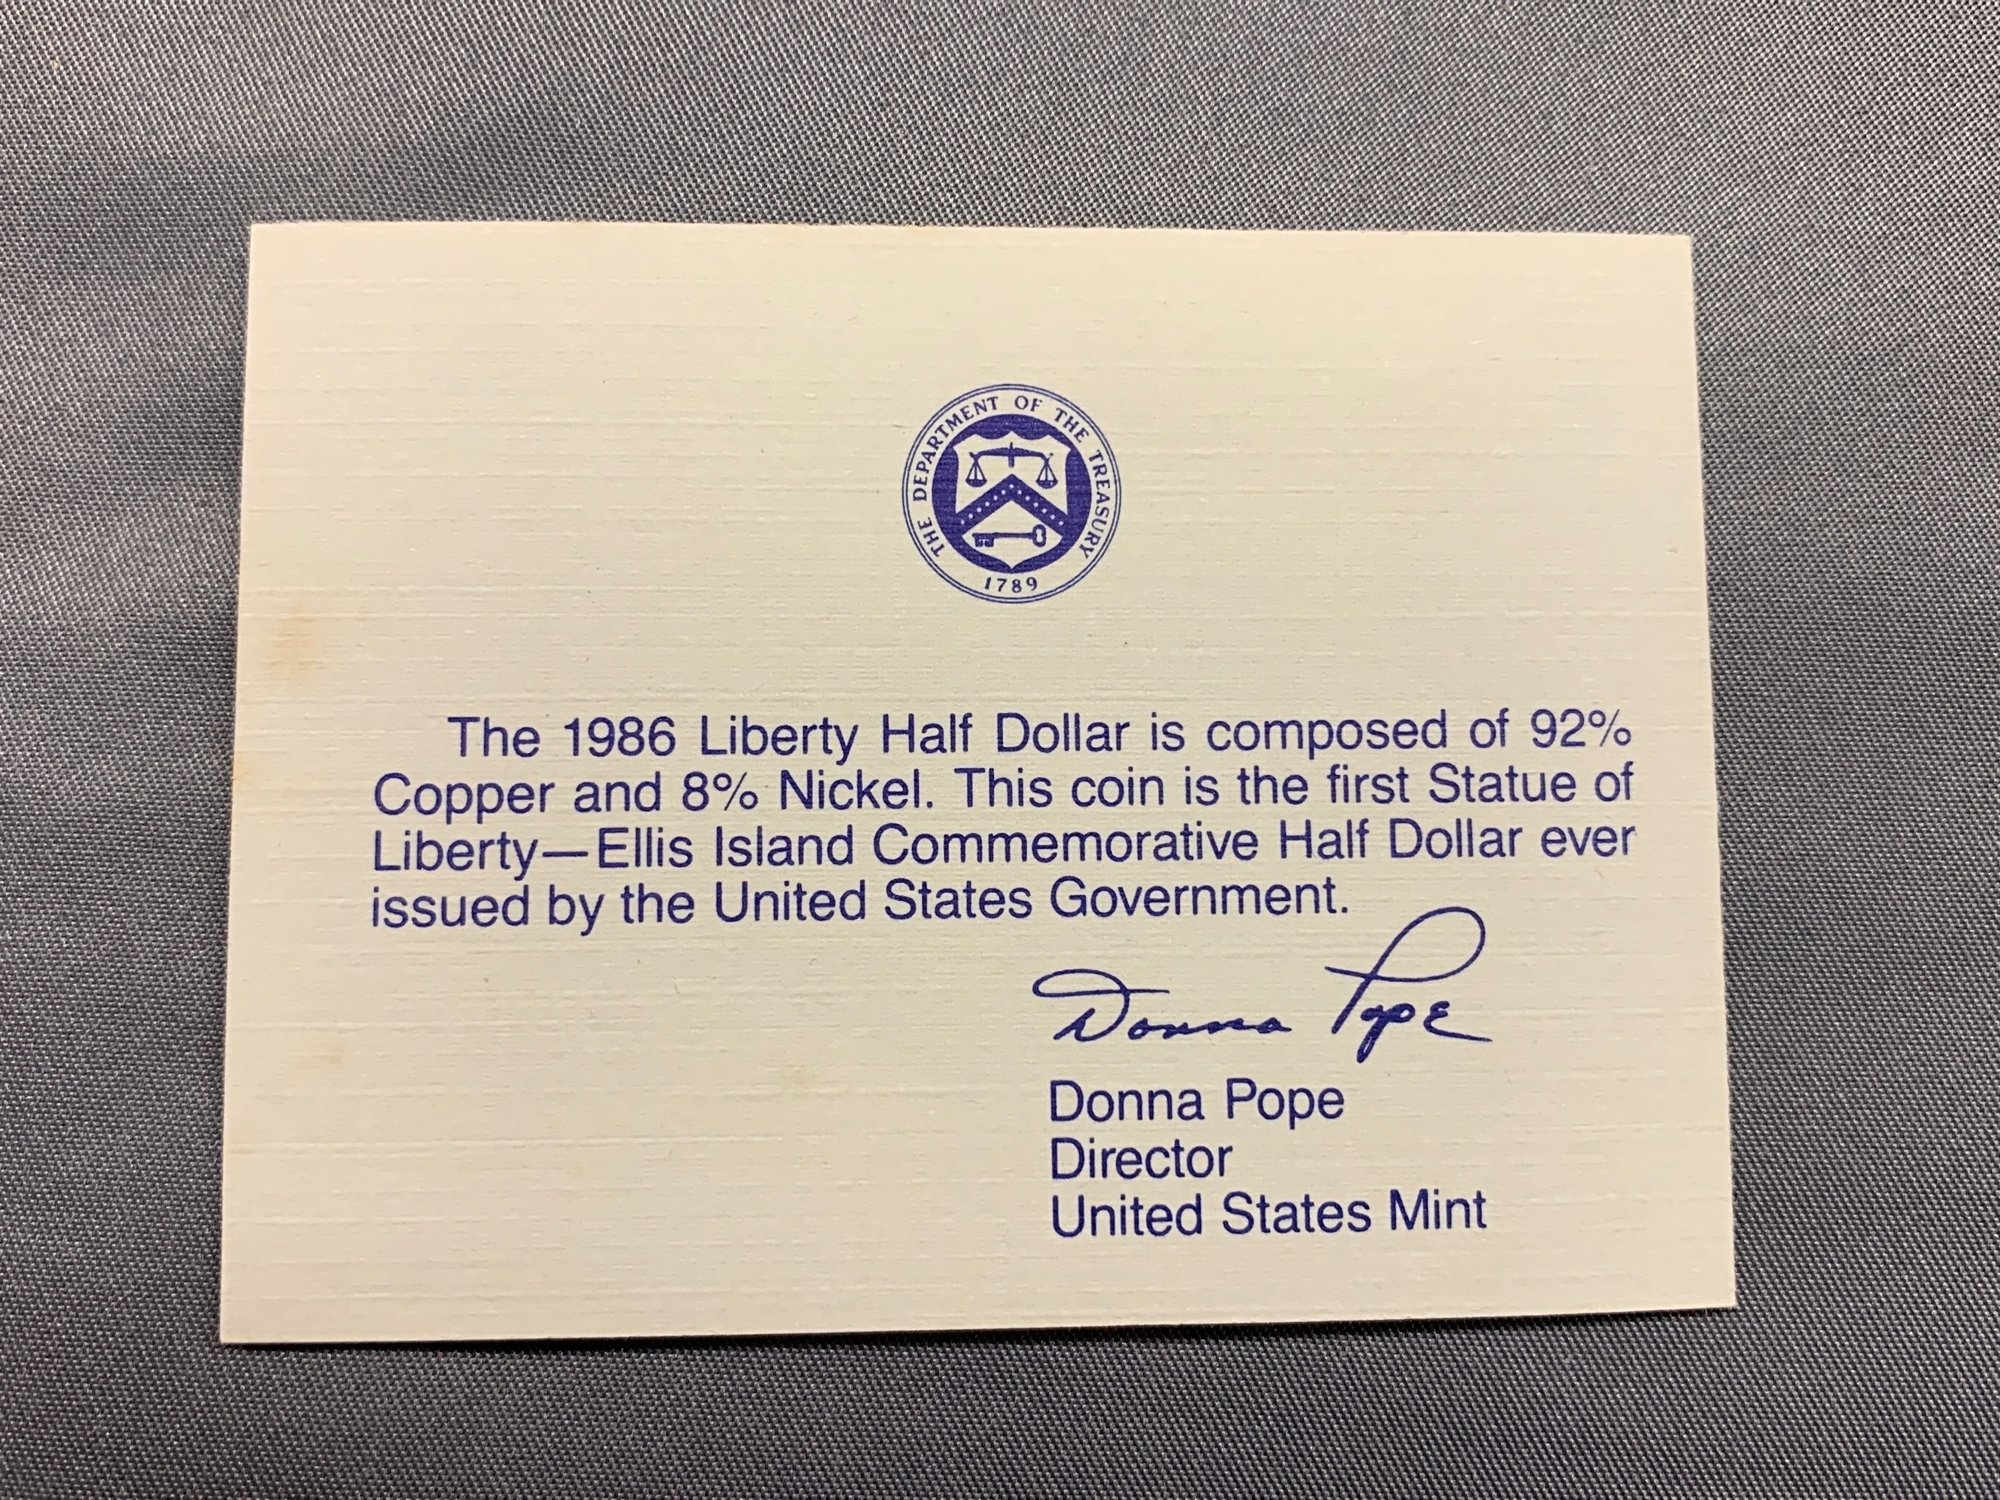 THE DEPARTMENT OF THE TREASURY
1789
The 1986 Liberty Half Dollar is composed of 92%
Copper and 8% Nickel. This coin is the first Statue of
Liberty—Ellis Island Commemorative Half Dollar ever
issued by the United States Government.
Donna Pope
Donna Pope
Director
United States Mint